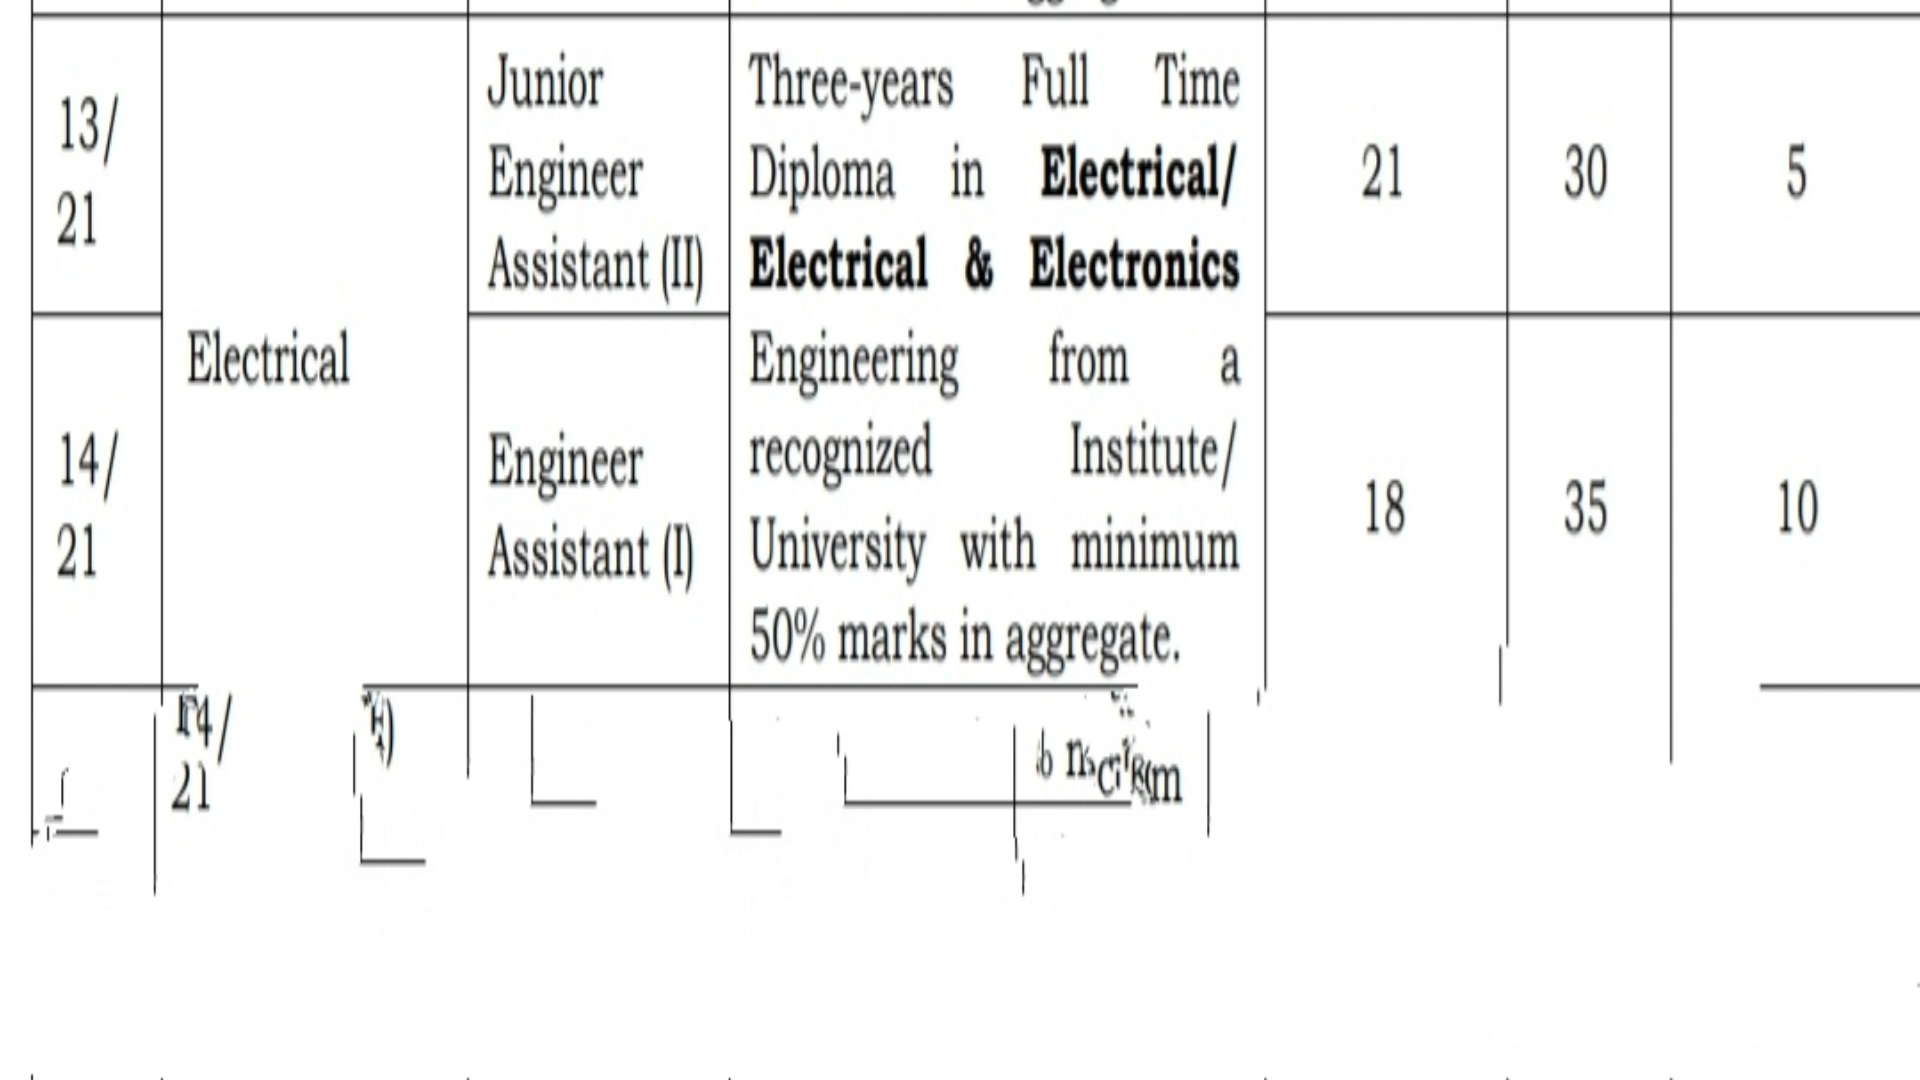 13/
21
Electrical
Junior
Engineer
Assistant (II)
Three-years Full Time
Diploma in Electrical/
Electrical & Electronics
Engineering from a
recognized Institute/
University with minimum
50% marks in aggregate.
21
30
5
14/
21
Engineer
Assistant (I)
18
35
10
21